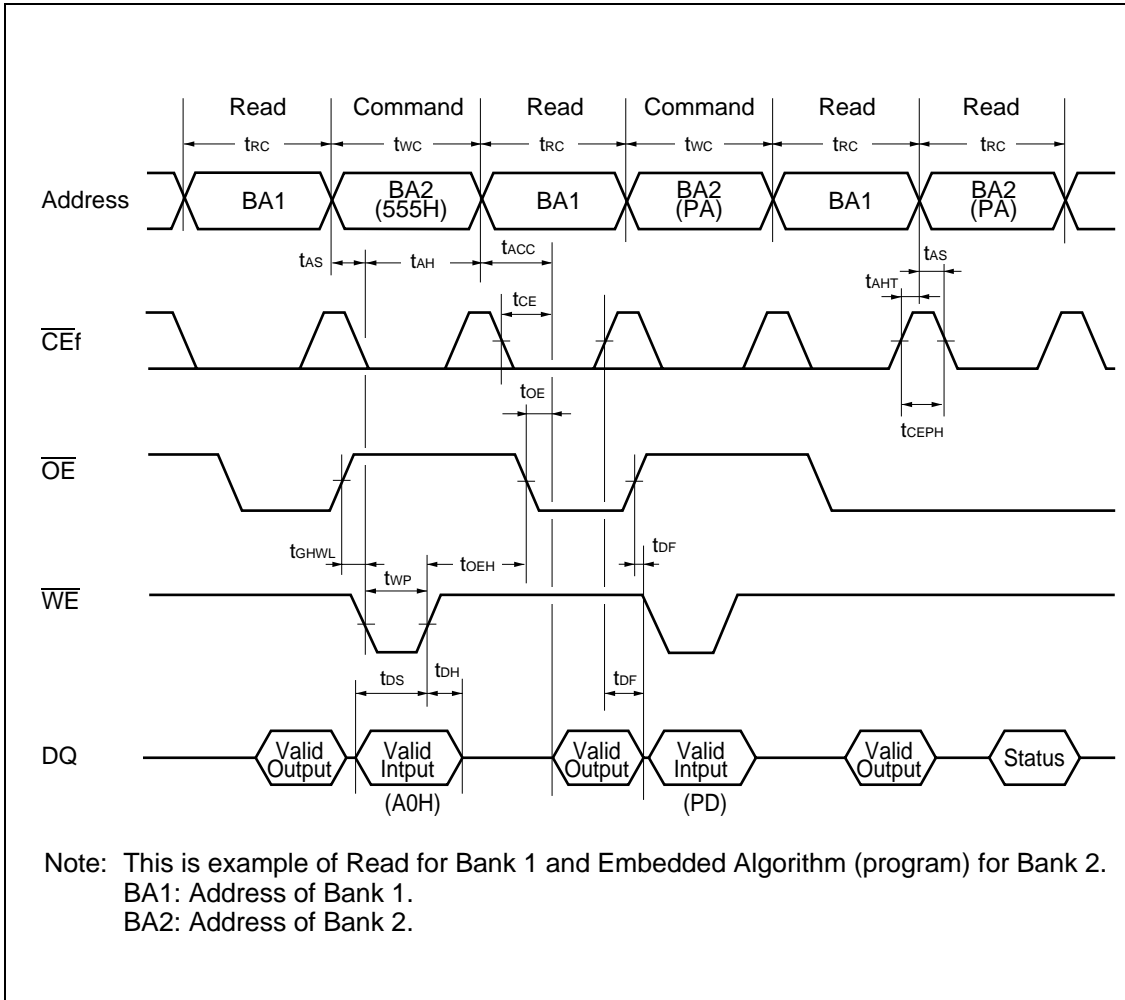 Read Command Read Command Read Read
tRC tWC tRC tWC tRC tRC
Address BA1 BA2 (555H) BA1 BA2 (PA) BA1 BA2 (PA)
tAS tAH tACC tAS
tAHT
tCE
CEf
tOE
tCEPH
OE
tGHWL tWP tOEH tDF
WE
tDS tDH tDF
DQ Valid Output Valid Intput Valid Output Valid Intput Valid Output Status
(A0H) (PD)
Note: This is example of Read for Bank 1 and Embedded Algorithm (program) for Bank 2.
BA1: Address of Bank 1.
BA2: Address of Bank 2.